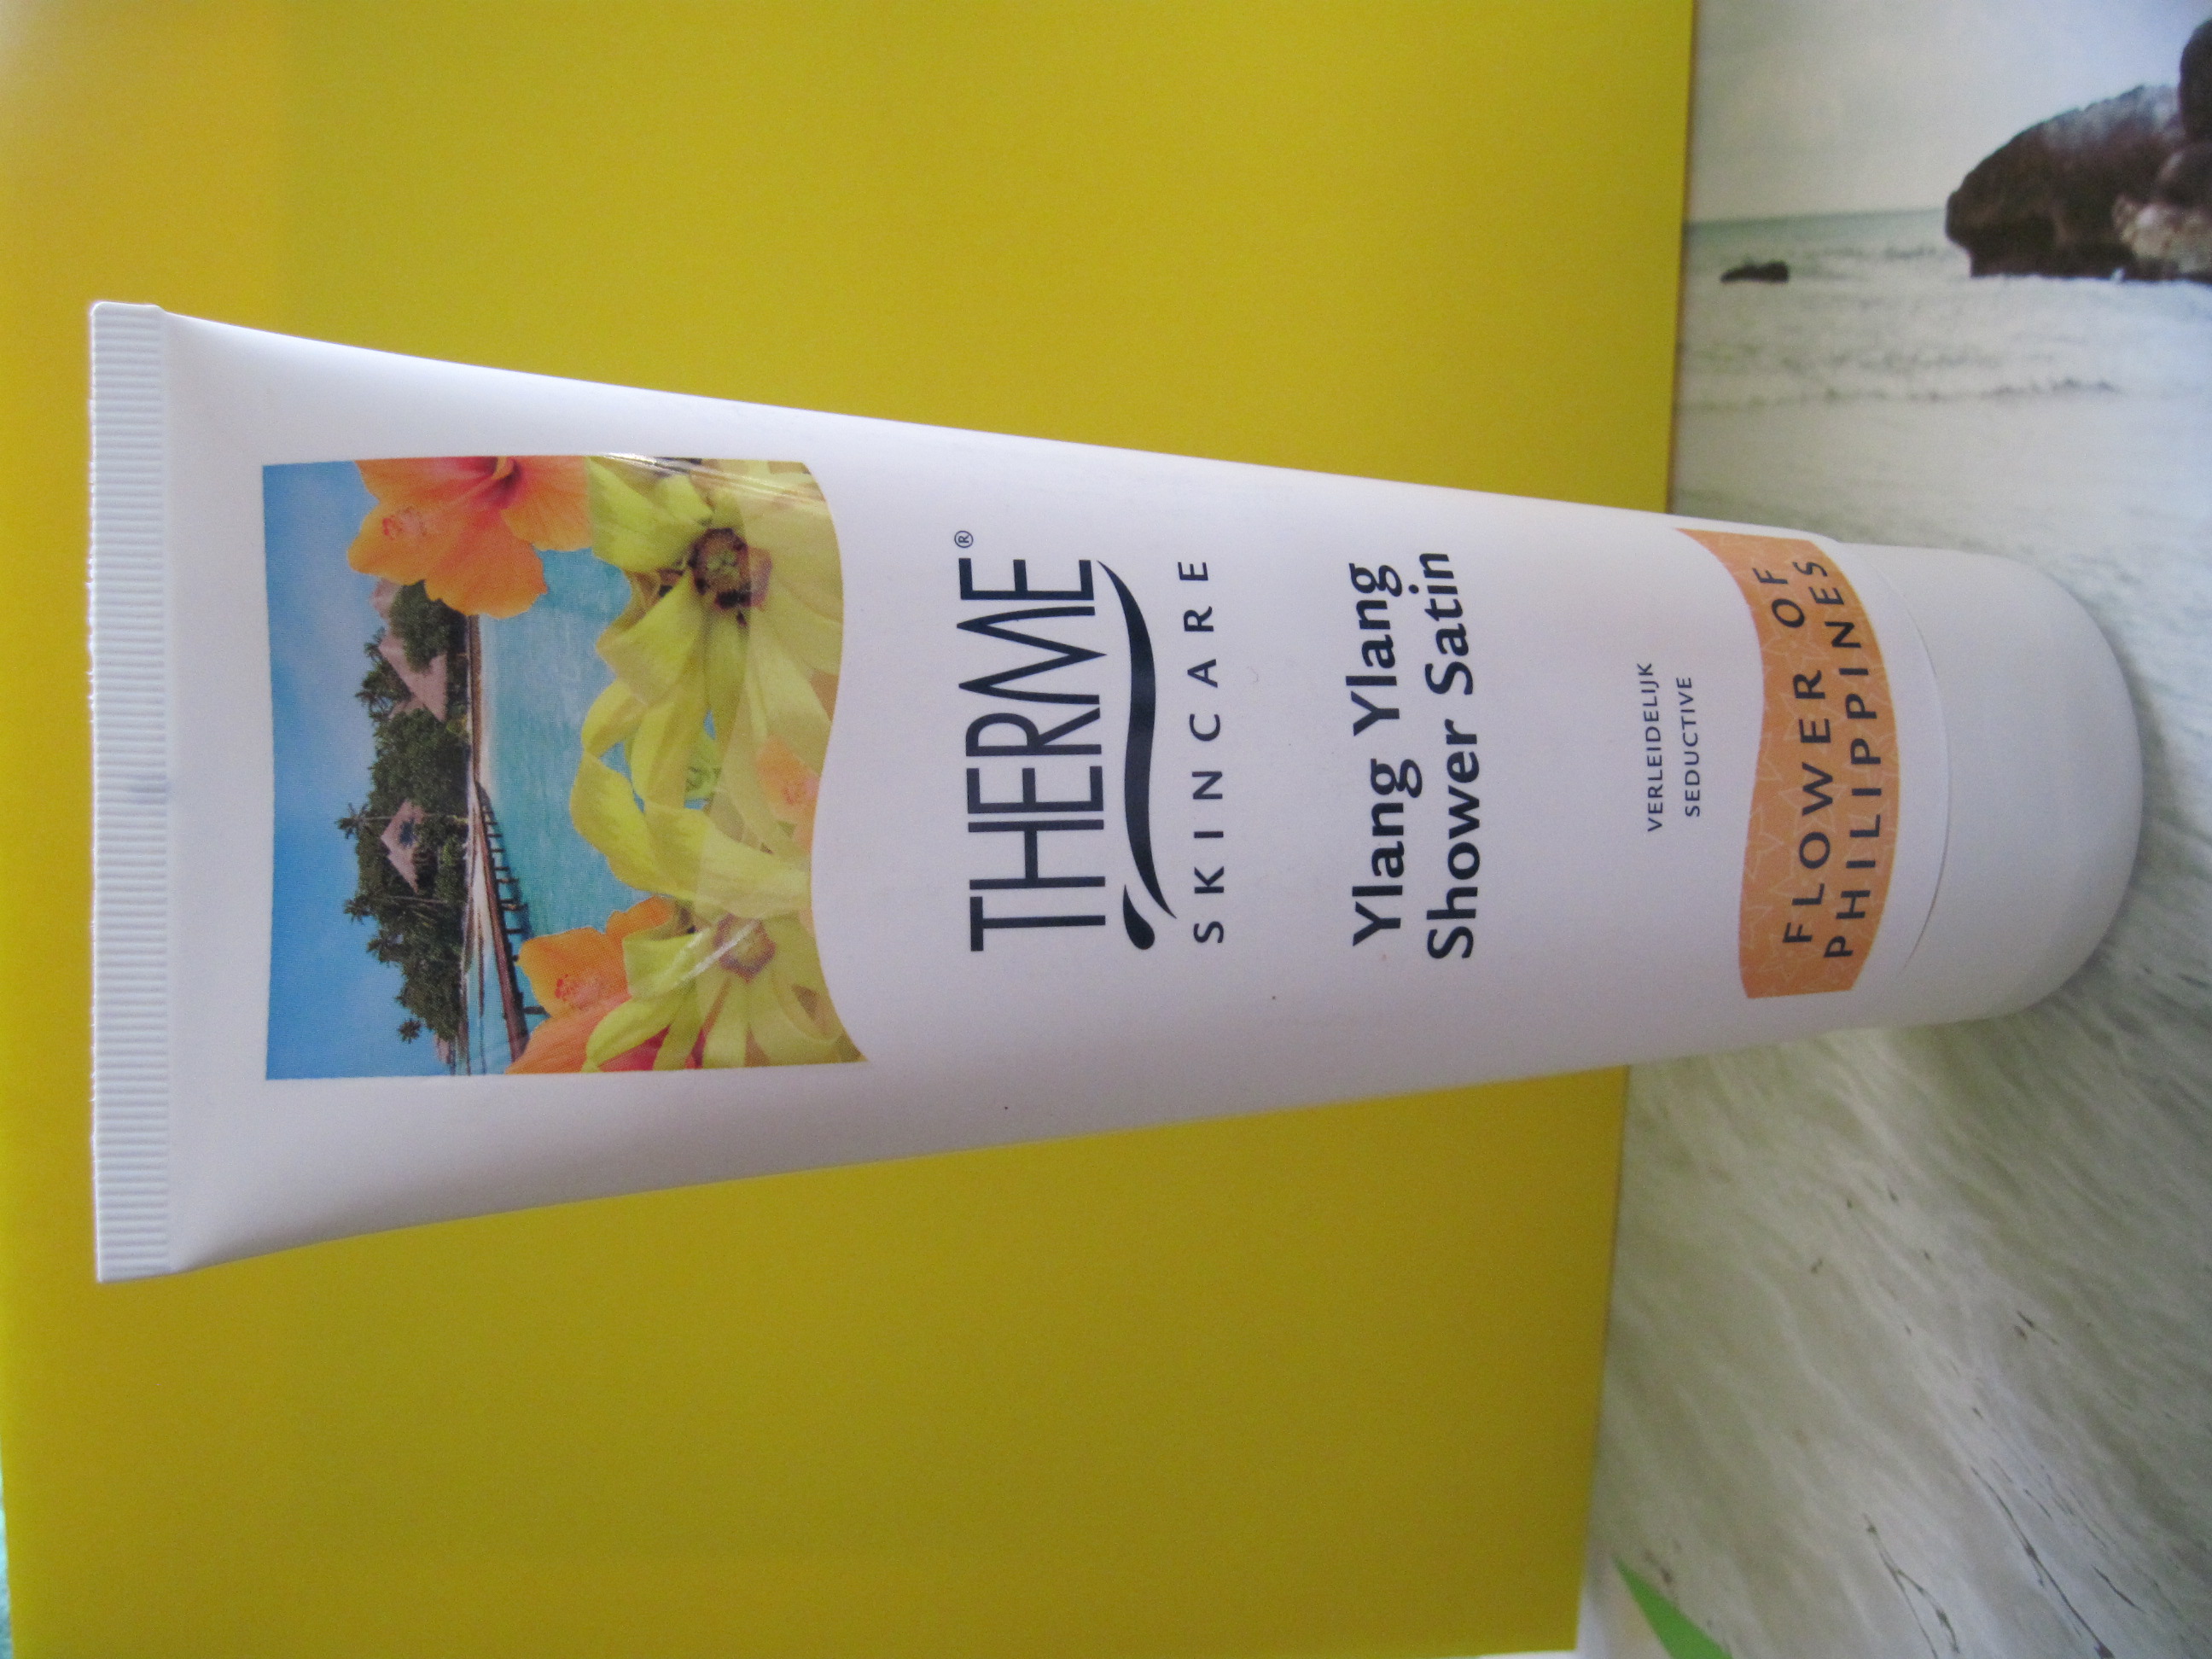 THERME®
SKINCARE
Ylang Ylang
Shower Satin
VERLEIDELIJK
SEDUCTIVE
FLOWER OF
PHILIPPINES